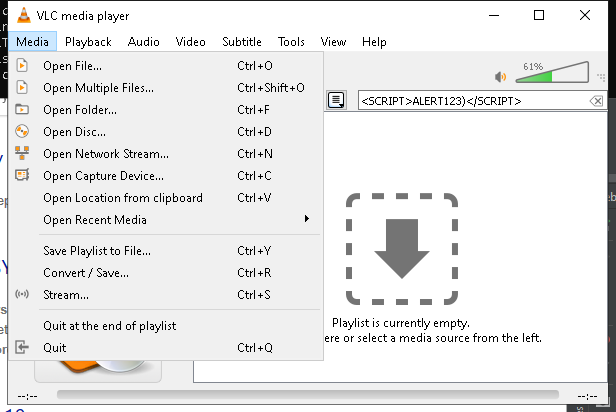 VLC media player
Media Playback Audio Video Subtitle Tools View Help
Open File... Ctrl+O
61%
Open Multiple Files... Ctrl+Shift+O
<SCRIPT>ALERT123)</SCRIPT>
Open Folder... Ctrl+F
Open Disc... Ctrl+D
Open Network Stream... Ctrl+N
Open Capture Device... Ctrl+C
Open Location from clipboard Ctrl+V
Open Recent Media
Save Playlist to File... Ctrl+Y
Convert / Save... Ctrl+R
Stream... Ctrl+S
Quit at the end of playlist
Quit Ctrl+Q
Playlist is currently empty.
ere or select a media source from the left.
--:-- --:--